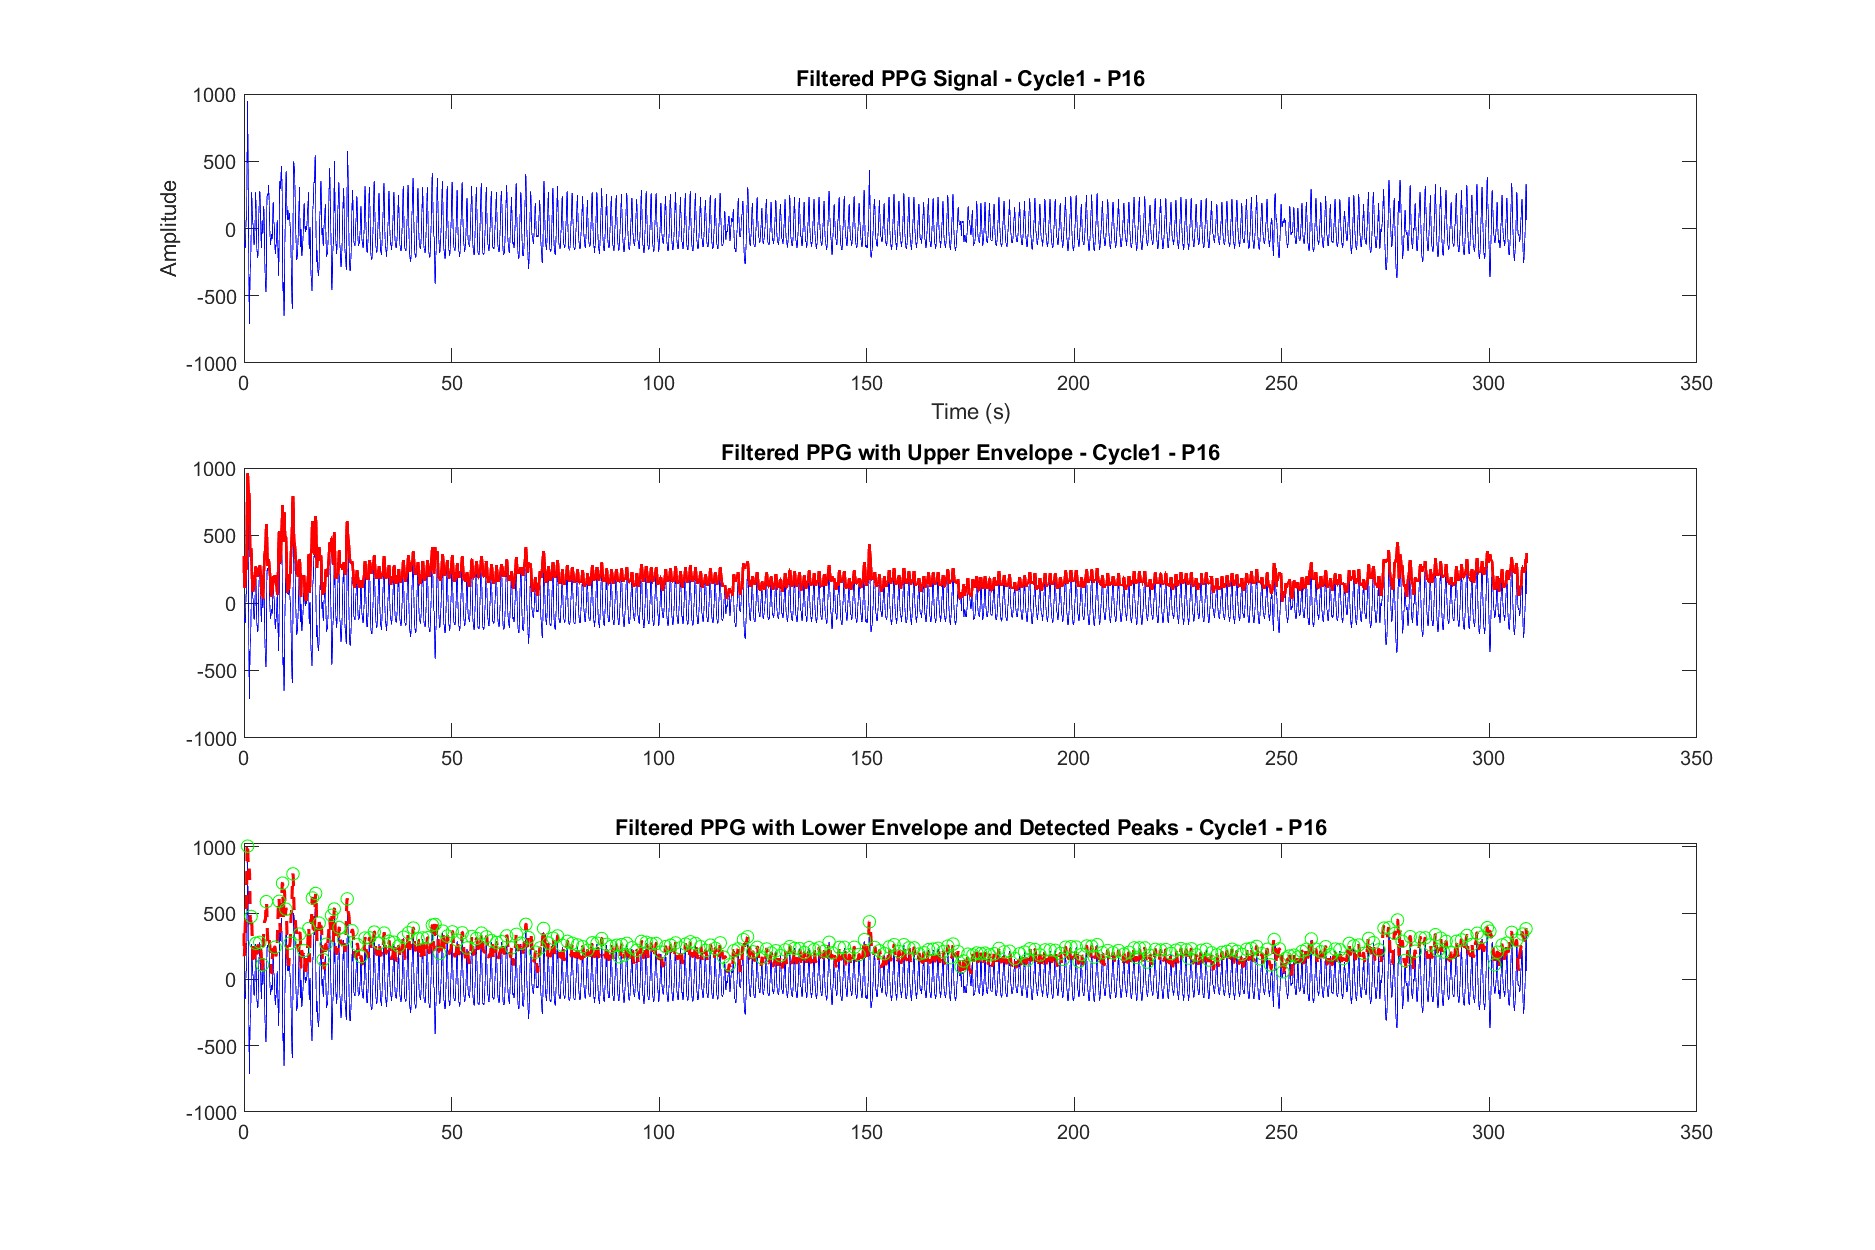 Filtered PPG Signal - Cycle1 - P16
1000
500
0
-500
-1000
Amplitude
0 50 100 150 200 250 300 350
Time (s)
Filtered PPG with Upper Envelope - Cycle1 - P16
1000
500
0
-500
-1000
0 50 100 150 200 250 300 350
Filtered PPG with Lower Envelope and Detected Peaks - Cycle1 - P16
1000
500
0
-500
-1000
0 50 100 150 200 250 300 350